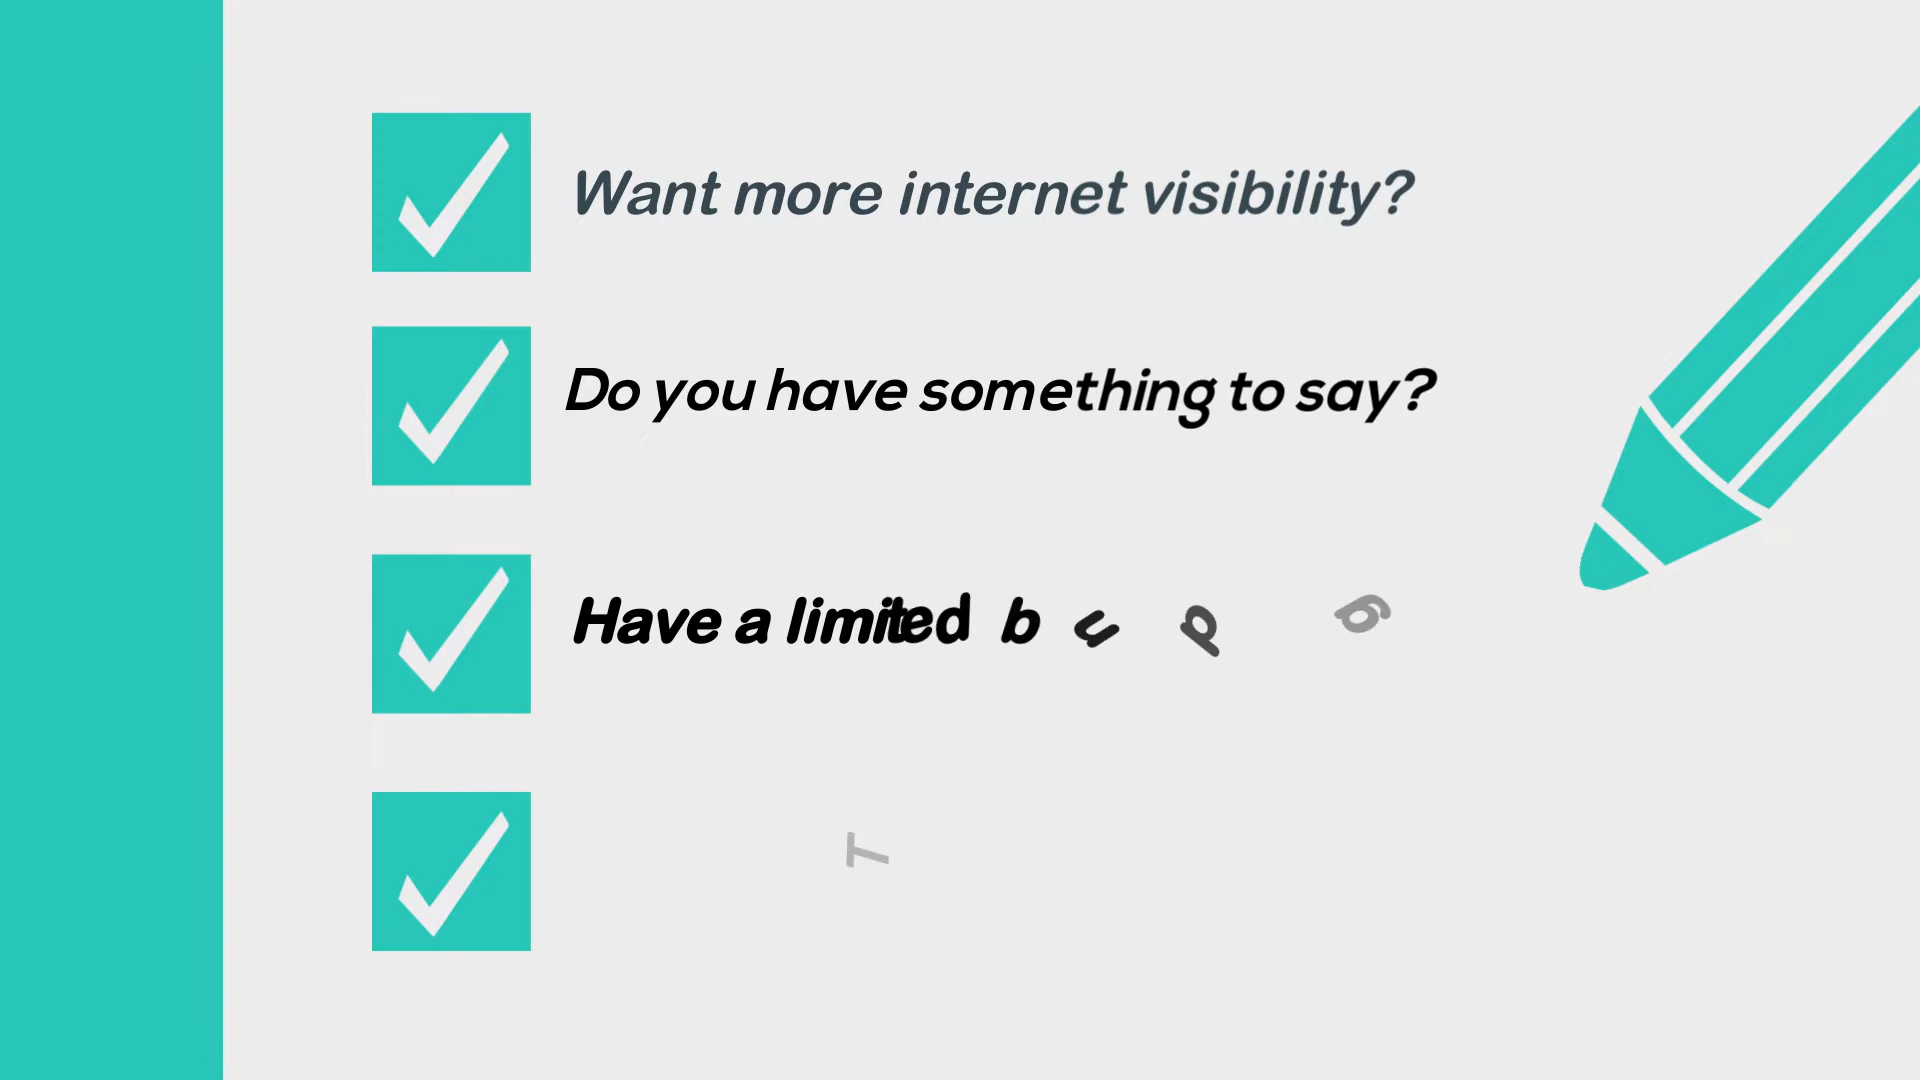 Want more internet visibility?
Do you have something to say?
Have a limited b u d g
T